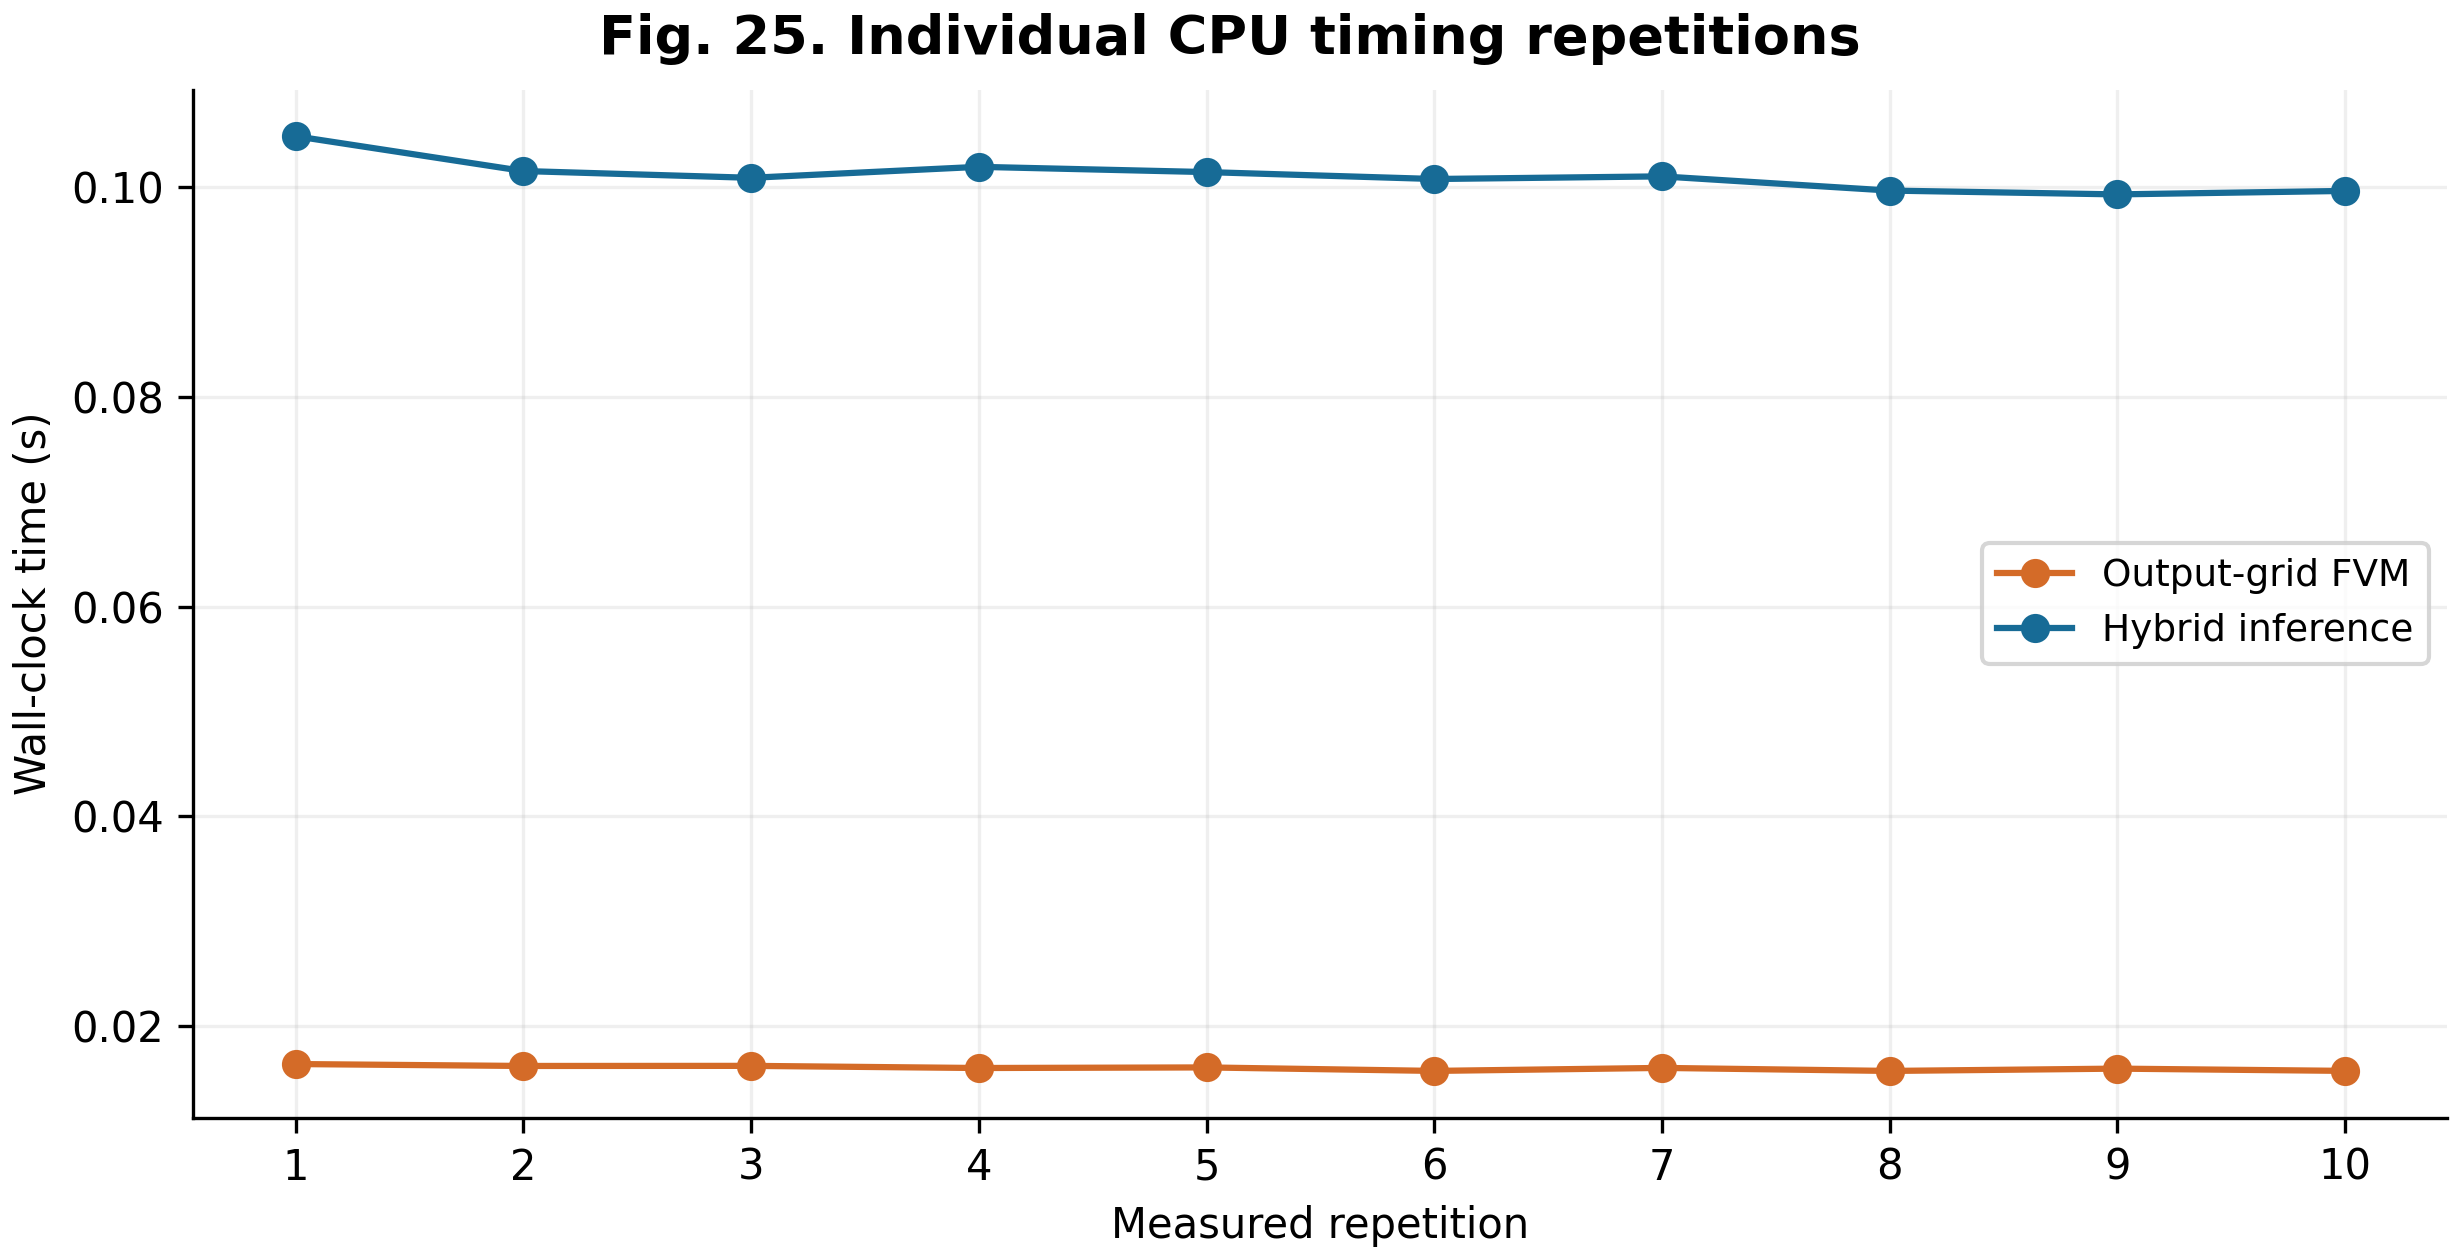 Fig. 25. Individual CPU timing repetitions
Wall-clock time (s)
0.10
0.08
0.06
0.04
0.02
Output-grid FVM
Hybrid inference
1 2 3 4 5 6 7 8 9 10
Measured repetition